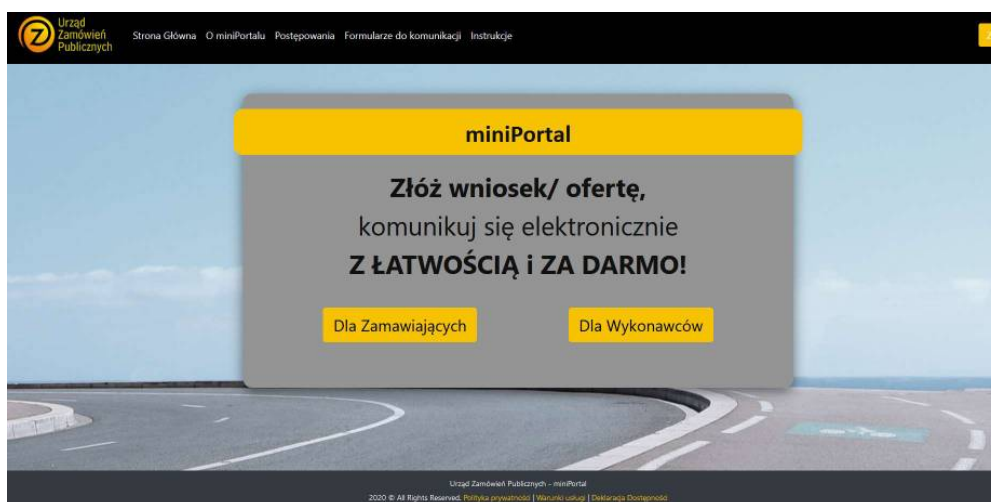 Urząd
Zamówień
Publicznych
Strona Główna O miniPortalu Postępowania Formularze do komunikacji Instrukcje
miniPortal
Złóż wniosek/ ofertę,
komunikuj się elektronicznie
Z ŁATWOŚCIĄ i ZA DARMO!
Dla Zamawiających Dla Wykonawców
Urząd Zamówień Publicznych - miniPortal
2020 © All Rights Reserved. Polityka prywatności | Warunki usługi | Deklaracja Dostępności